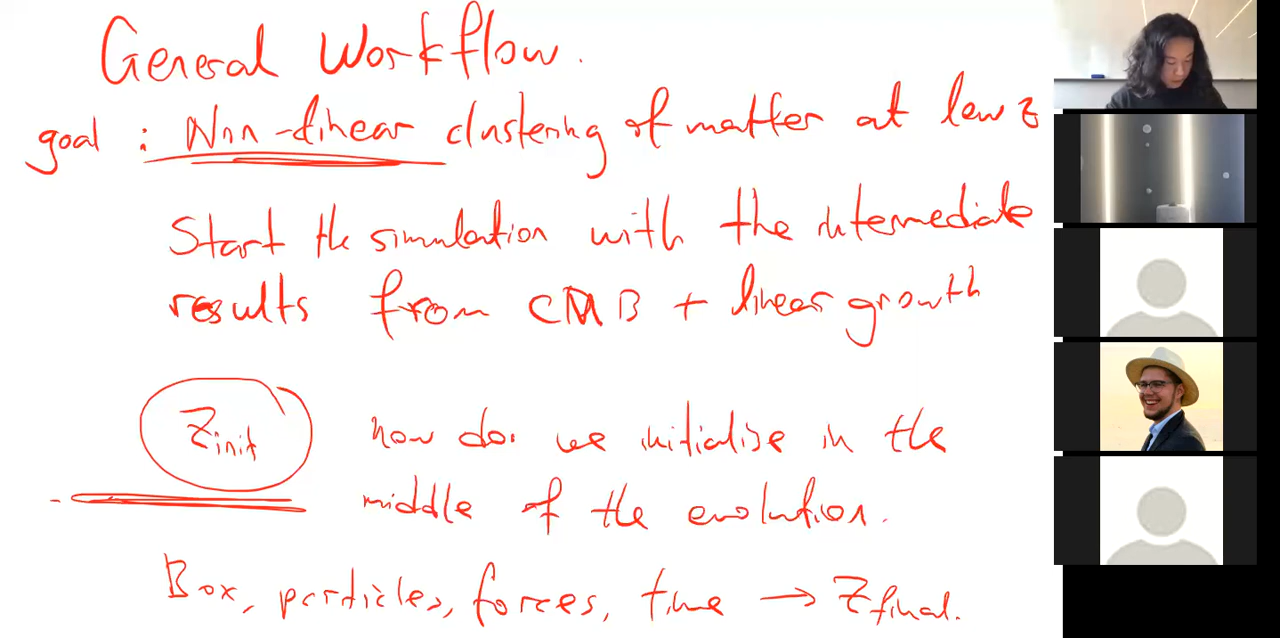 General Workflow.
goal : Non-linear clustering of matter at low z
Start the simulation with the intermediate
results from CMB + linear growth
Zinit how do we initialise in the
middle of the evolution.
Box, particles, forces, time → Zfinal.